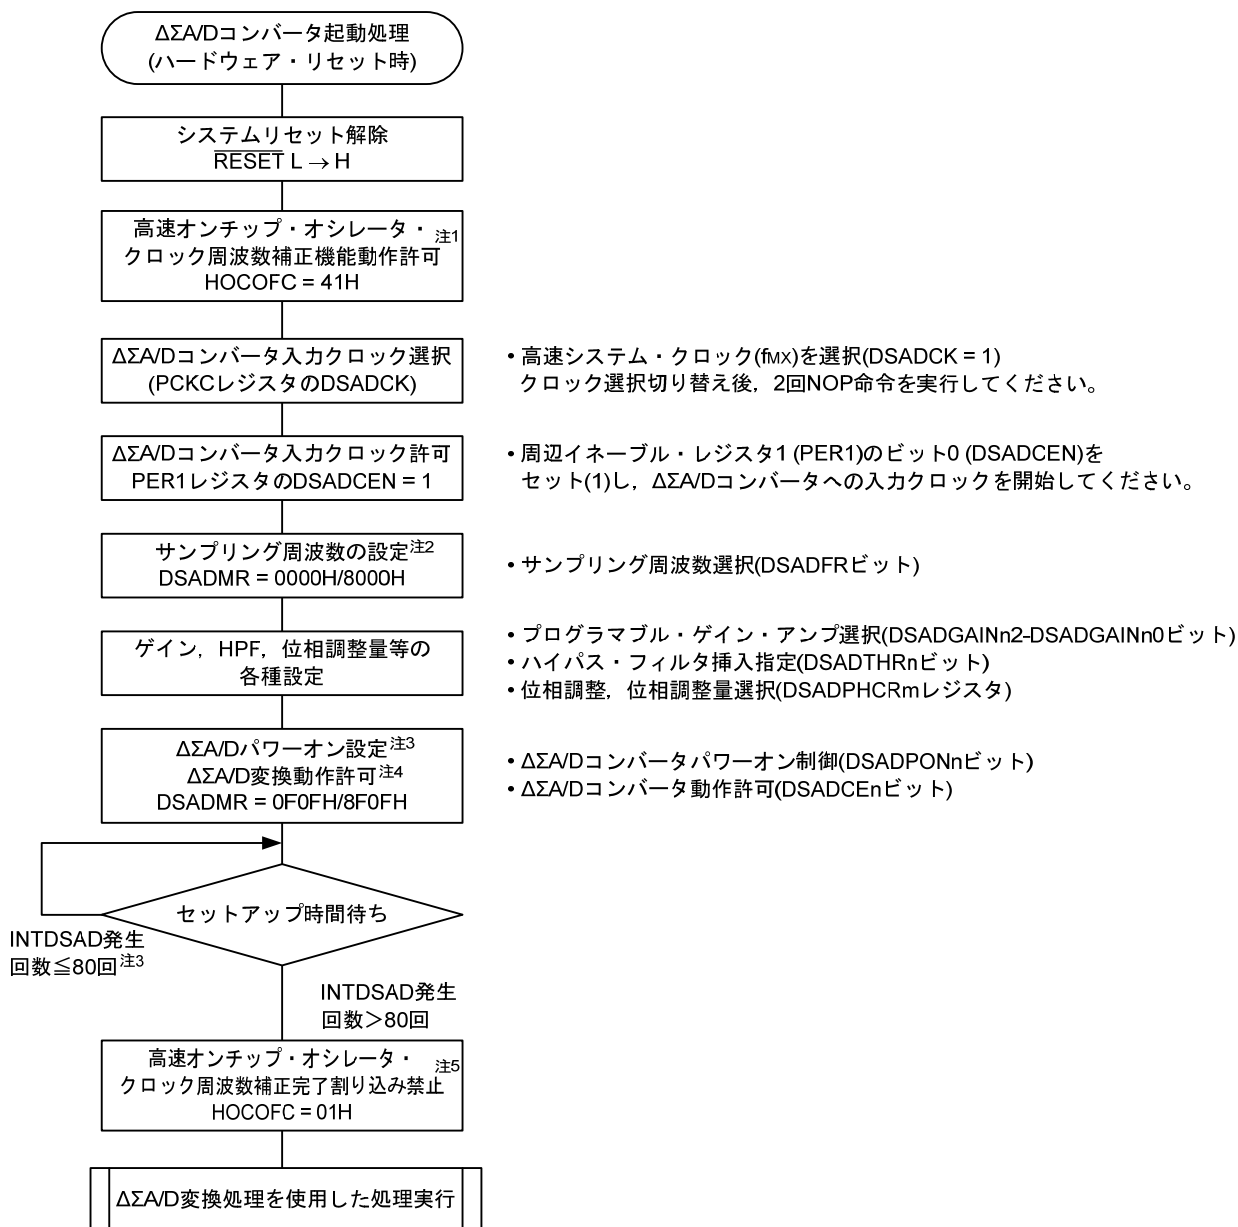 ΔΣA/Dコンバータ起動処理
(ハードウェア・リセット時)
システムリセット解除
RESET L → H
高速オンチップ・オシレータ・
クロック周波数補正機能動作許可注1
HOCOFC = 41H
ΔΣA/Dコンバータ入力クロック選択
(PCKCレジスタのDSADCK)
• 高速システム・クロック(fMX)を選択(DSADCK = 1)
クロック選択切り替え後，2回NOP命令を実行してください。
ΔΣA/Dコンバータ入力クロック許可
PER1レジスタのDSADCEN = 1
• 周辺イネーブル・レジスタ1 (PER1)のビット0 (DSADCEN)を
セット(1)し，ΔΣA/Dコンバータへの入力クロックを開始してください。
サンプリング周波数の設定注2
DSADMR = 0000H/8000H
• サンプリング周波数選択(DSADFRビット)
ゲイン，HPF，位相調整量等の
各種設定
• プログラマブル・ゲイン・アンプ選択(DSADGAINn2-DSADGAINn0ビット)
• ハイパス・フィルタ挿入指定(DSADTHRnビット)
• 位相調整，位相調整量選択(DSADPHCRmレジスタ)
ΔΣA/Dパワーオン設定注3
ΔΣA/D変換動作許可注4
DSADMR = 0F0FH/8F0FH
• ΔΣA/Dコンバータパワーオン制御(DSADPONnビット)
• ΔΣA/Dコンバータ動作許可(DSADCEnビット)
セットアップ時間待ち
INTDSAD発生
回数≦80回注3
INTDSAD発生
回数＞80回
高速オンチップ・オシレータ・
クロック周波数補正完了割り込み禁止注5
HOCOFC = 01H
ΔΣA/D変換処理を使用した処理実行